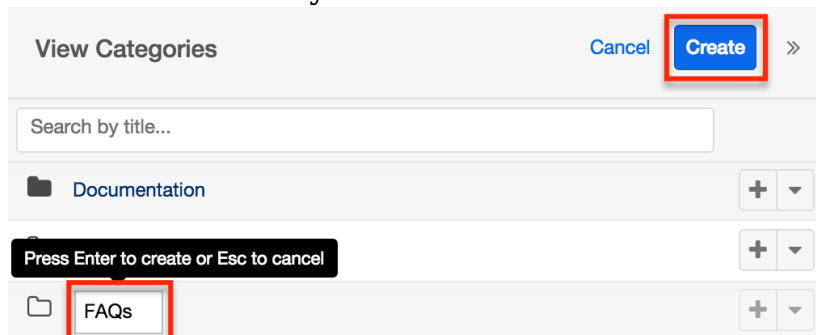 View Categories Cancel Create »
Search by title...
Documentation
Press Enter to create or Esc to cancel
FAQs